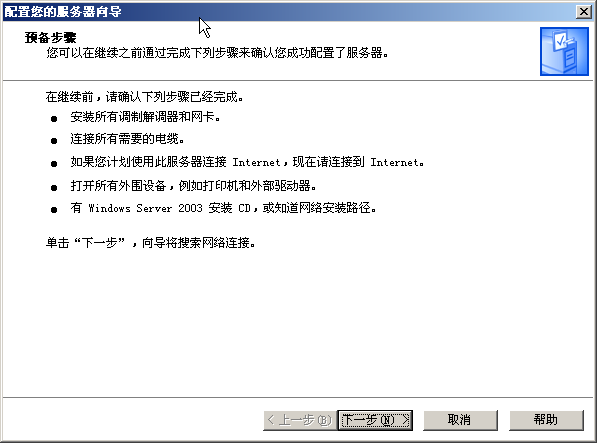 配置您的服务器向导
预备步骤
您可以在继续之前通过完成下列步骤来确认您成功配置了服务器。
在继续前，请确认下列步骤已经完成。
● 安装所有调制解调器和网卡。
● 连接所有需要的电缆。
● 如果您计划使用此服务器连接 Internet，现在请连接到 Internet。
● 打开所有外围设备，例如打印机和外部驱动器。
● 有 Windows Server 2003 安装 CD，或知道网络安装路径。
单击“下一步”，向导将搜索网络连接。
< 上一步(B) 下一步(N) > 取消 帮助